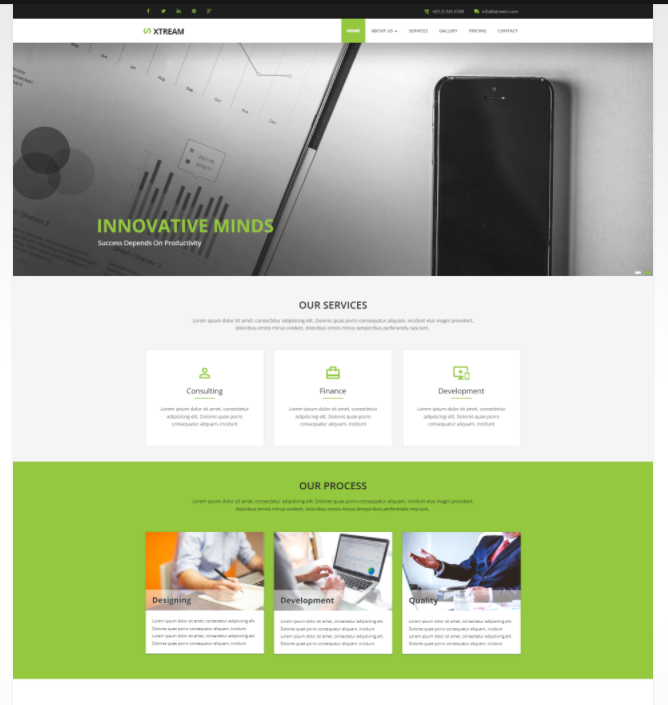 +(012) 345 6789 info@xtream.com
XTREAM
HOME ABOUT US SERVICES GALLERY PRICING CONTACT
INNOVATIVE MINDS
Success Depends On Productivity
OUR SERVICES
Lorem ipsum dolor sit amet, consectetur adipisicing elit. Dolores quae porro consequatur aliquam, incidunt eius magni provident,
doloribus omnis minus ovident, doloribus omnis minus temporibus perferendis nesciunt..
Consulting
Lorem ipsum dolor sit amet, consectetur
adipiscing elit. Dolores quae porro
consequatur aliquam, incidunt
Finance
Lorem ipsum dolor sit amet, consectetur
adipiscing elit. Dolores quae porro
consequatur aliquam, incidunt
Development
Lorem ipsum dolor sit amet, consectetur
adipiscing elit. Dolores quae porro
consequatur aliquam, incidunt
OUR PROCESS
Lorem ipsum dolor sit amet, consectetur adipisicing elit. Dolores quae porro consequatur aliquam, incidunt eius magni provident,
doloribus omnis minus ovident, doloribus omnis minus temporibus perferendis nesciunt..
Designing
Lorem ipsum dolor sit amet, consectetur adipiscing elit.
Dolores quae porro consequatur aliquam, incidunt
Lorem ipsum dolor sit amet, consectetur adipiscing elit.
Dolores quae porro consequatur aliquam, incidunt
Development
Lorem ipsum dolor sit amet, consectetur adipiscing elit.
Dolores quae porro consequatur aliquam, incidunt
Lorem ipsum dolor sit amet, consectetur adipiscing elit.
Dolores quae porro consequatur aliquam, incidunt
Quality
Lorem ipsum dolor sit amet, consectetur adipiscing elit.
Dolores quae porro consequatur aliquam, incidunt
Lorem ipsum dolor sit amet, consectetur adipiscing elit.
Dolores quae porro consequatur aliquam, incidunt